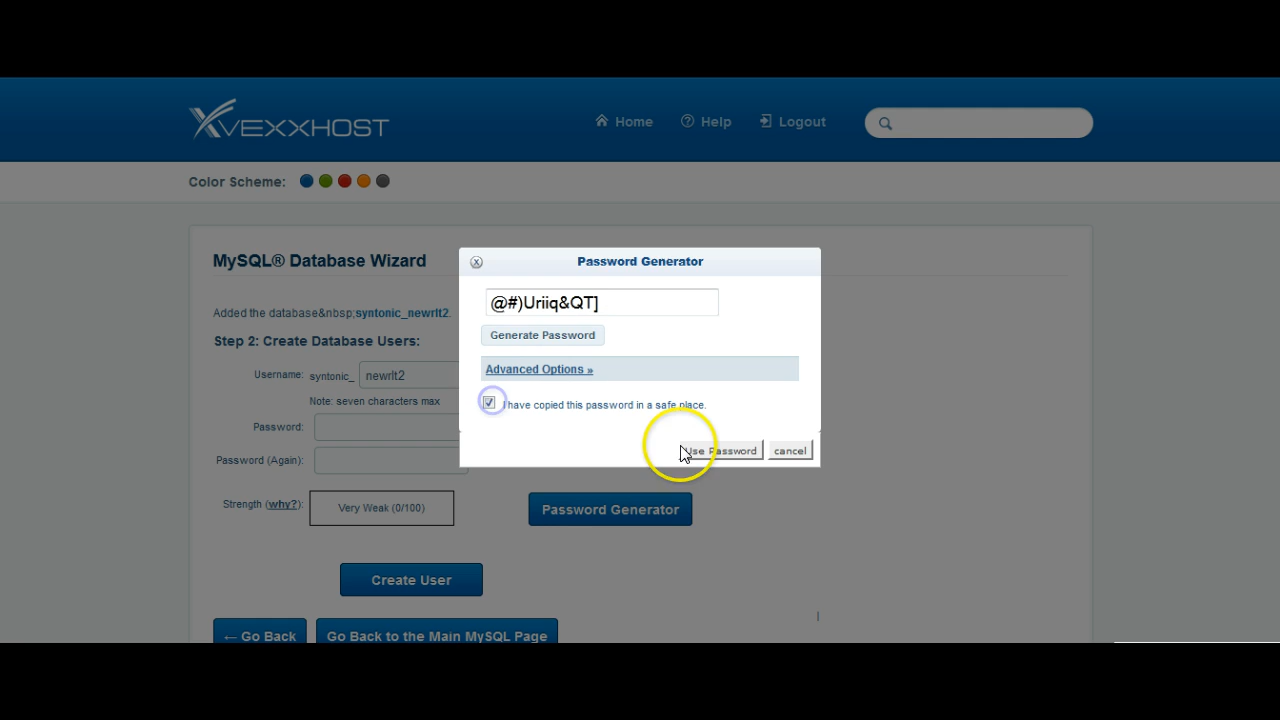 VEXXHOST
Home Help Logout
Color Scheme:
MySQL® Database Wizard
Added the database&nbsp;syntonic_newrlt2.
Step 2: Create Database Users:
Username: syntonic_ newrlt2
Note: seven characters max
Password:
Password (Again):
Strength (why?): Very Weak (0/100)
Password Generator
Create User
← Go Back Go Back to the Main MySQL Page
Password Generator
@#)Uriiq&QT]
Generate Password
Advanced Options »
I have copied this password in a safe place.
Use Password cancel